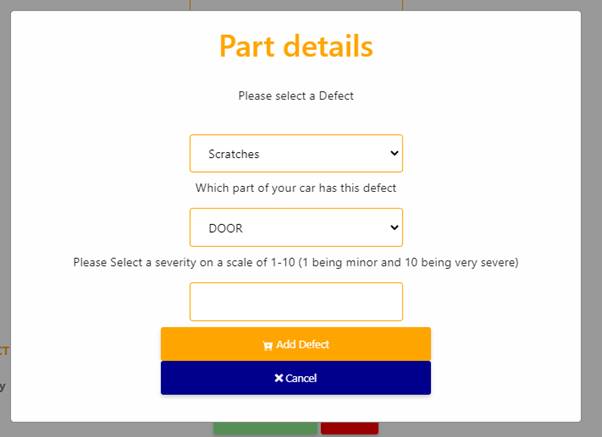 Part details
Please select a Defect
Scratches
Which part of your car has this defect
DOOR
Please Select a severity on a scale of 1-10 (1 being minor and 10 being very severe)
Add Defect
Cancel